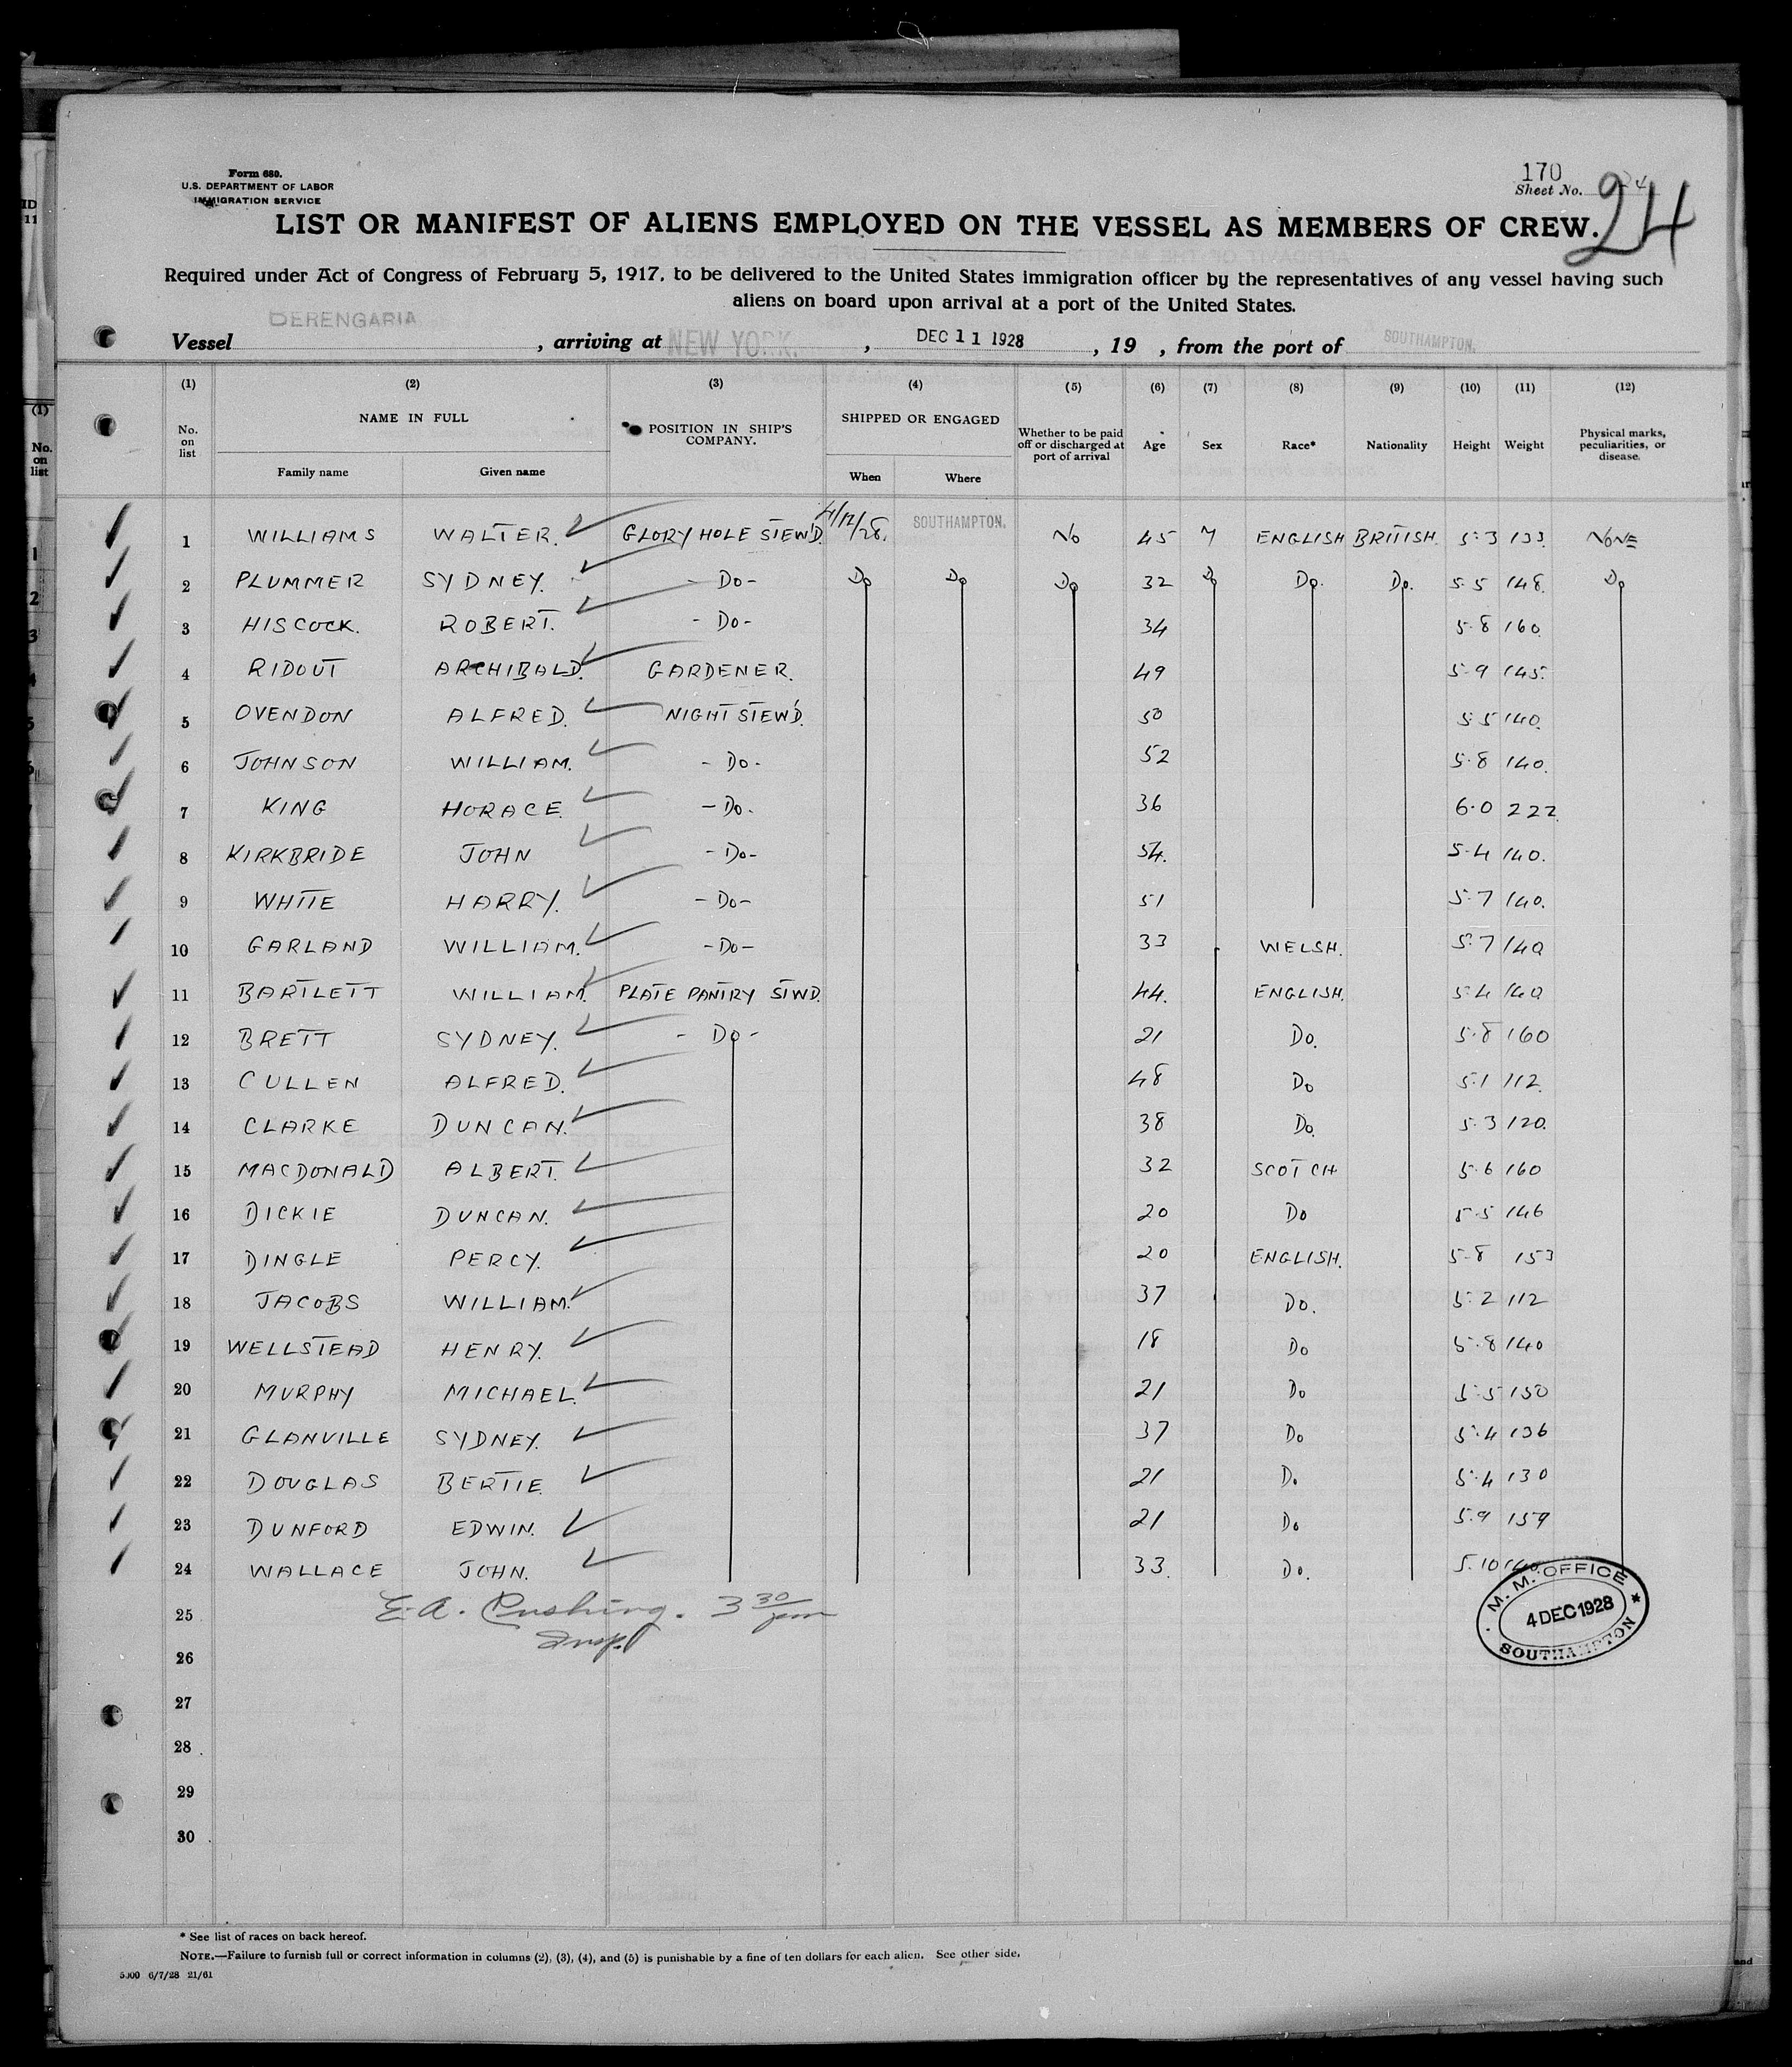 Form 680.
U.S. DEPARTMENT OF LABOR
IMMIGRATION SERVICE
170
Sheet No. 24
24
LIST OR MANIFEST OF ALIENS EMPLOYED ON THE VESSEL AS MEMBERS OF CREW.
Required under Act of Congress of February 5, 1917, to be delivered to the United States immigration officer by the representatives of any vessel having such
aliens on board upon arrival at a port of the United States.
Vessel BERENGARIA, arriving at NEW YORK., DEC 11 1928, 19 , from the port of SOUTHAMPTON.
(1) (2) (3) (4) (5) (6) (7) (8) (9) (10) (11) (12)
No. on list NAME IN FULL Family name Given name POSITION IN SHIP'S COMPANY. SHIPPED OR ENGAGED When Where Whether to be paid off or discharged at port of arrival Age Sex Race* Nationality Height Weight Physical marks, peculiarities, or disease.
1 WILLIAMS WALTER. GLORY HOLE STEW'D. 4/12/28. SOUTHAMPTON. No 45 M ENGLISH BRITISH. 5:3 133. NONE
2 PLUMMER SYDNEY. - Do - Do Do Do 32 Do Do. Do. 5.5 148. Do
3 HISCOCK. ROBERT. - Do - 34 5.8 160.
4 RIDOUT ARCHIBALD. GARDENER. 49 5.9 145.
5 OVENDON ALFRED. NIGHT STEW'D. 50 5:5 140.
6 JOHNSON WILLIAM. - Do - 52 5.8 140.
7 KING HORACE. - Do. 36 6.0 222.
8 KIRKBRIDE JOHN - Do - 54. 5.4 140.
9 WHITE HARRY. - Do - 51 5.7 140.
10 GARLAND WILLIAM. - Do - 33 WELSH. 5.7 140
11 BARTLETT WILLIAM. PLATE PANTRY STWD. 44. ENGLISH. 5.4 140
12 BRETT SYDNEY. - Do - 21 Do. 5.8 160
13 CULLEN ALFRED. 48 Do 5.1 112.
14 CLARKE DUNCAN. 38 Do. 5.3 120.
15 MACDONALD ALBERT. 32 SCOTCH 5.6 160
16 DICKIE DUNCAN. 20 Do 5.5 146
17 DINGLE PERCY. 20 ENGLISH. 5.8 153
18 JACOBS WILLIAM. 37 Do. 5:2 112
19 WELLSTEAD HENRY. 18 Do 5.8 140
20 MURPHY MICHAEL. 21 Do 5.5 150
21 GLANVILLE SYDNEY. 37 Do 5.4 136
22 DOUGLAS BERTIE. 21 Do 5.4 130
23 DUNFORD EDWIN. 21 Do 5.9 159
24 WALLACE JOHN. 33. Do. 5.10 140
25 E.A. Cushing. 3 30 pm
Insp.
26
27
28
29
30
M. M. OFFICE
4 DEC 1928
SOUTHAMPTON
* See list of races on back hereof.
NOTE.—Failure to furnish full or correct information in columns (2), (3), (4), and (5) is punishable by a fine of ten dollars for each alien. See other side.
5000 6/7/28 21/61